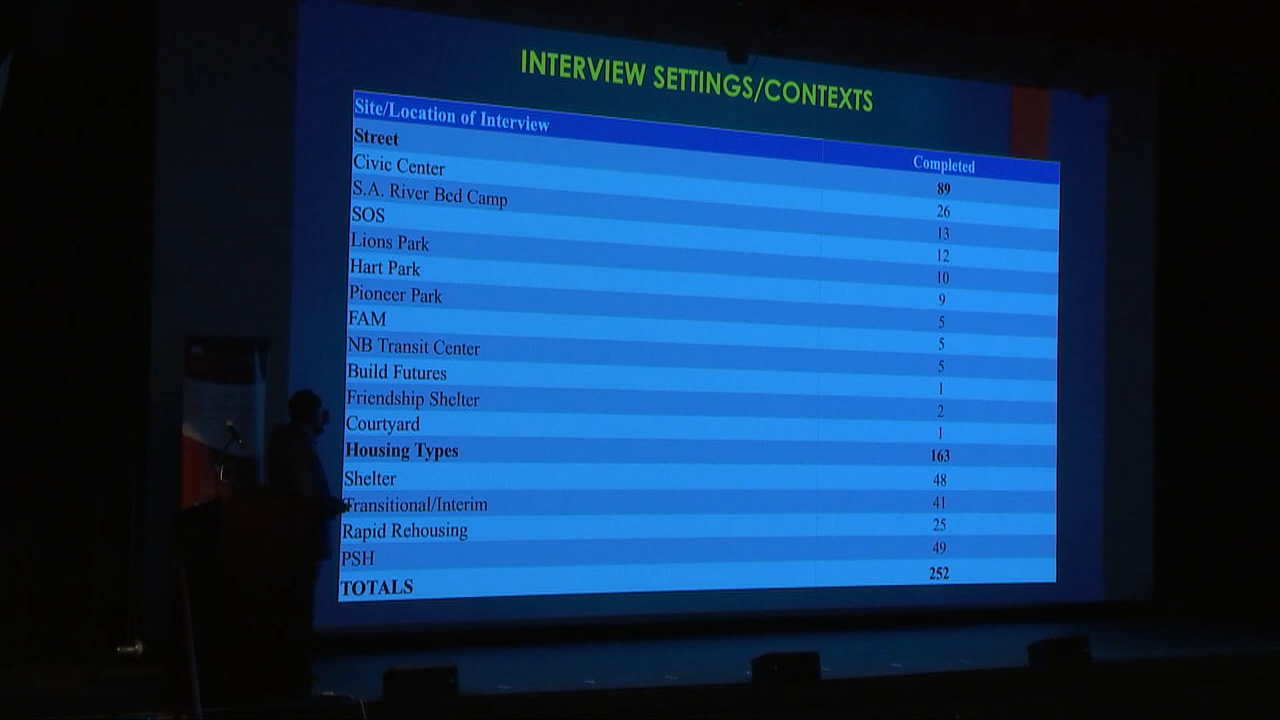 INTERVIEW SETTINGS/CONTEXTS
Site/Location of Interview Completed
Street 89
Civic Center 26
S.A. River Bed Camp 13
SOS 12
Lions Park 10
Hart Park 9
Pioneer Park 5
FAM 5
NB Transit Center 5
Build Futures 1
Friendship Shelter 2
Courtyard 1
Housing Types 163
Shelter 48
Transitional/Interim 41
Rapid Rehousing 25
PSH 49
TOTALS 252